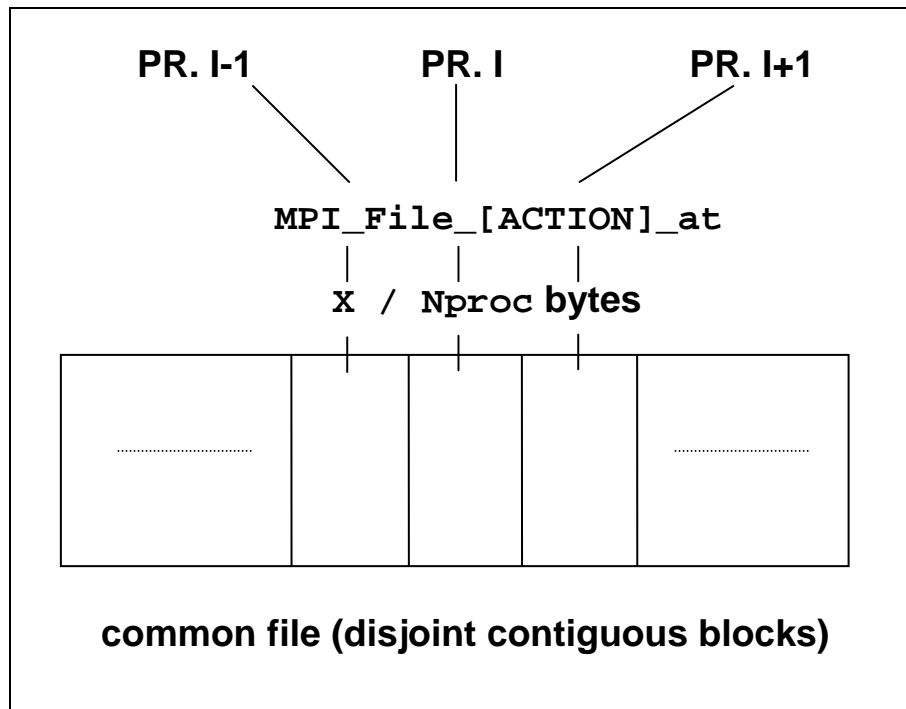 PR. I-1 PR. I PR. I+1
MPI_File_[ACTION]_at
X / Nproc bytes
common file (disjoint contiguous blocks)